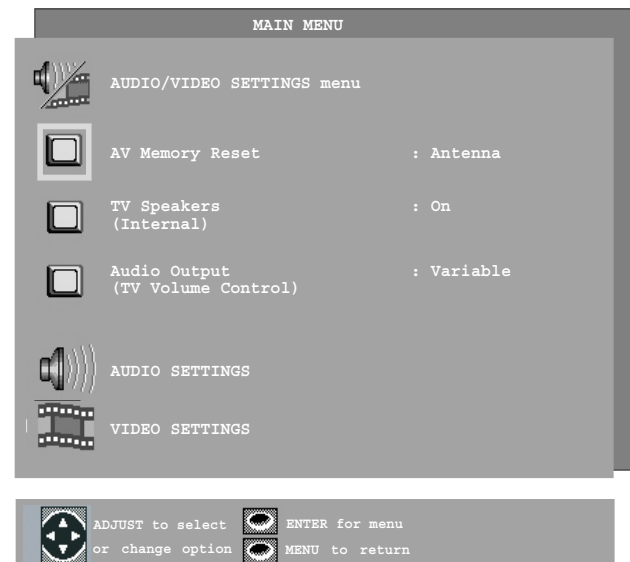 MAIN MENU
AUDIO/VIDEO SETTINGS menu
AV Memory Reset : Antenna
TV Speakers : On
(Internal)
Audio Output : Variable
(TV Volume Control)
AUDIO SETTINGS
VIDEO SETTINGS
ADJUST to select ENTER for menu
or change option MENU to return